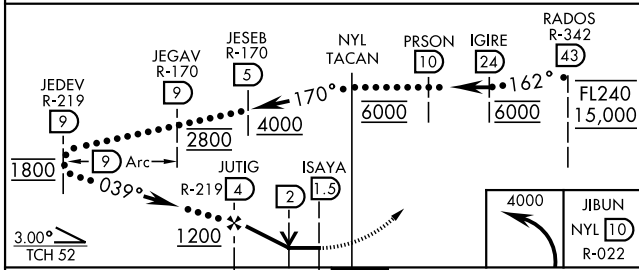 RADOS
R-342
43
JESEB
R-170
5
NYL
TACAN
PRSON
10
IGIRE
24
JEGAV
R-170
9
JEDEV
R-219
9
170°
162°
FL240
15,000
6000
6000
4000
2800
1800
9 Arc
039°
JUTIG
R-219 4
2
ISAYA
1.5
1200
3.00°
TCH 52
4000
JIBUN
NYL 10
R-022